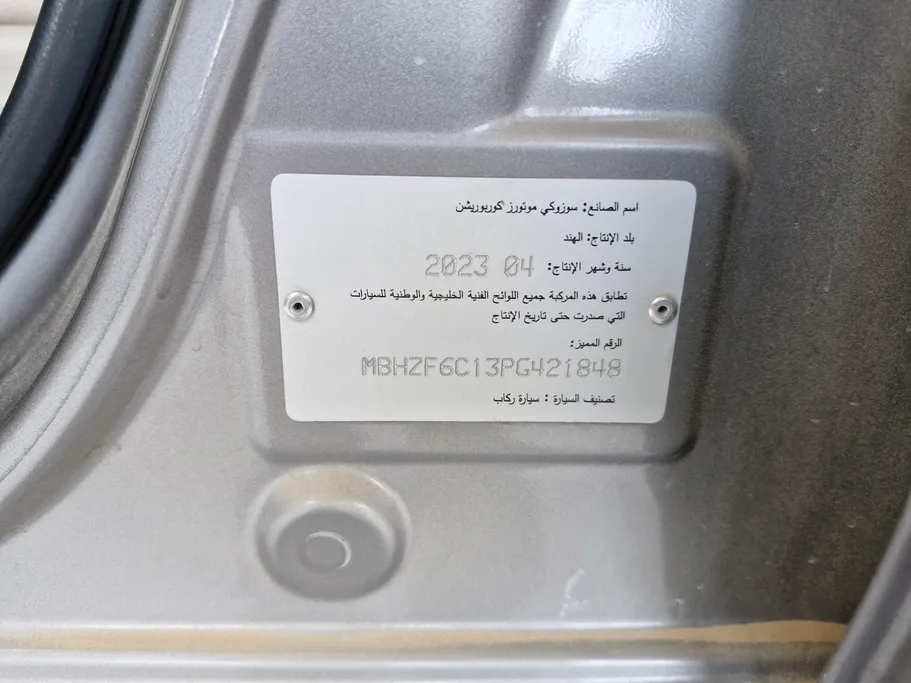 اسم الصانع: سوزوكي موتورز كوربوريشن
بلد الإنتاج: الهند
سنة وشهر الإنتاج: 2023 04
تطابق هذه المركبة جميع اللوائح الفنية الخليجية والوطنية للسيارات
التي صدرت حتى تاريخ الإنتاج
الرقم المميز:
MBHZF6C13PG421848
تصنيف السيارة : سيارة ركاب